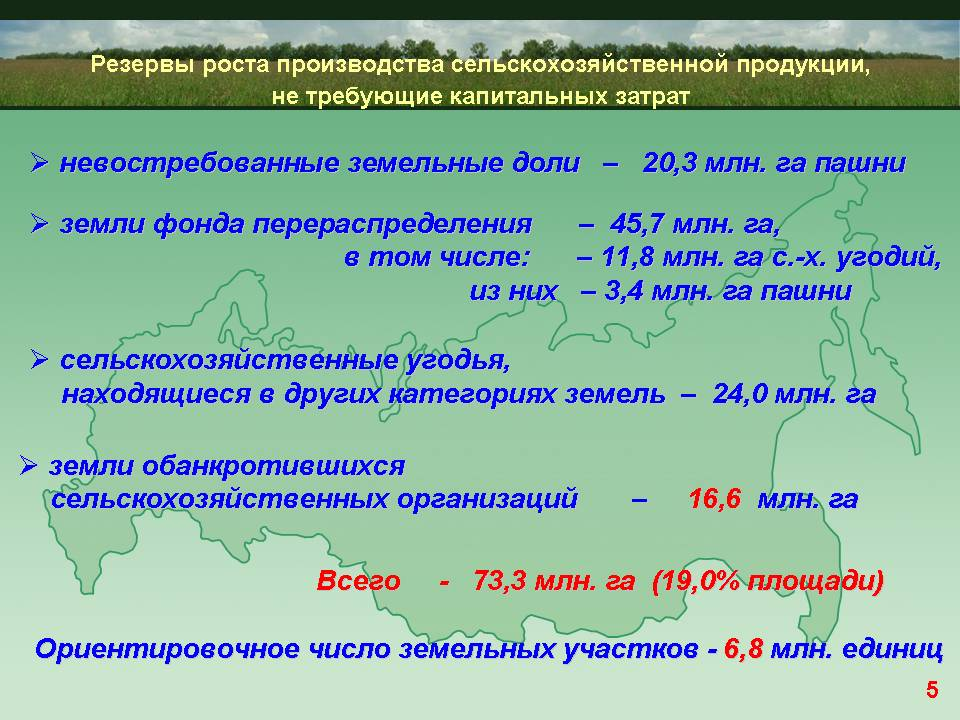 Резервы роста производства сельскохозяйственной продукции,
не требующие капитальных затрат
➢ невостребованные земельные доли – 20,3 млн. га пашни
➢ земли фонда перераспределения – 45,7 млн. га,
в том числе: – 11,8 млн. га с.-х. угодий,
из них – 3,4 млн. га пашни
➢ сельскохозяйственные угодья,
находящиеся в других категориях земель – 24,0 млн. га
➢ земли обанкротившихся
сельскохозяйственных организаций – 16,6 млн. га
Всего - 73,3 млн. га (19,0% площади)
Ориентировочное число земельных участков - 6,8 млн. единиц
5